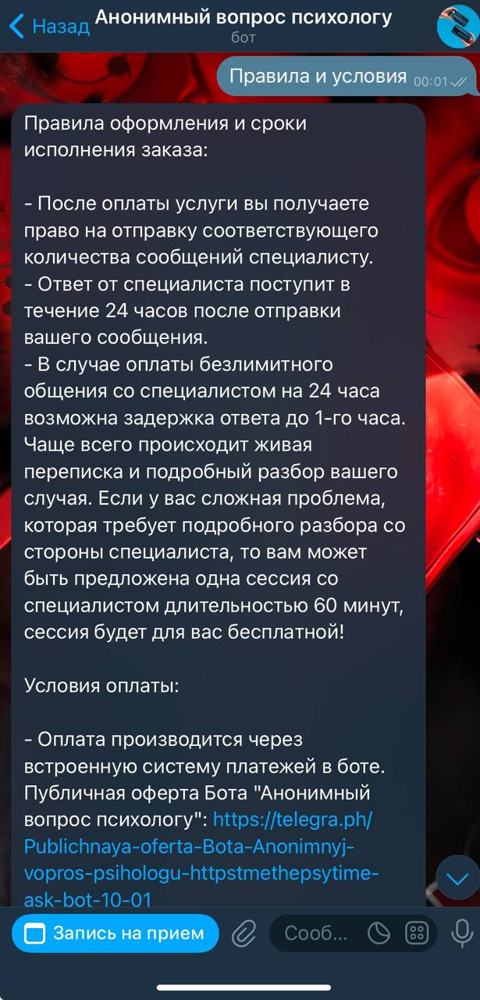 Назад
Анонимный вопрос психологу
бот
Правила и условия 00:01
Правила оформления и сроки
исполнения заказа:
- После оплаты услуги вы получаете
право на отправку соответствующего
количества сообщений специалисту.
- Ответ от специалиста поступит в
течение 24 часов после отправки
вашего сообщения.
- В случае оплаты безлимитного
общения со специалистом на 24 часа
возможна задержка ответа до 1-го часа.
Чаще всего происходит живая
переписка и подробный разбор вашего
случая. Если у вас сложная проблема,
которая требует подробного разбора со
стороны специалиста, то вам может
быть предложена одна сессия со
специалистом длительностью 60 минут,
сессия будет для вас бесплатной!
Условия оплаты:
- Оплата производится через
встроенную систему платежей в боте.
Публичная оферта Бота "Анонимный
вопрос психологу": https://telegra.ph/
Publichnaya-oferta-Bota-Anonimnyj-
vopros-psihologu-httpstmethepsytime-
ask-bot-10-01
Запись на прием
Сооб...